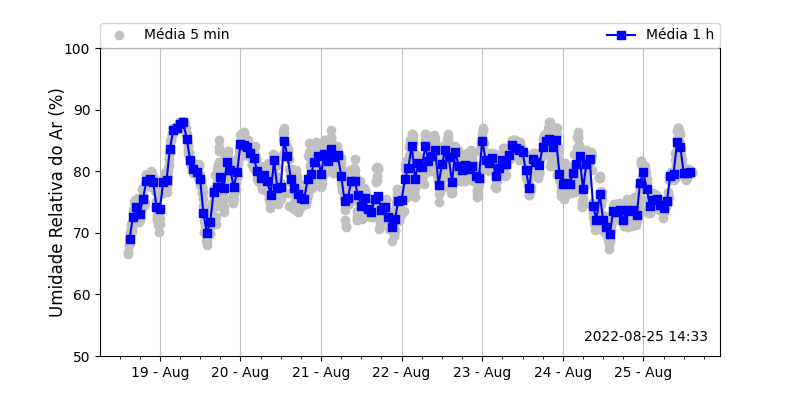 Média 5 min
Média 1 h
Umidade Relativa do Ar (%)
100
90
80
70
60
50
2022-08-25 14:33
19 - Aug
20 - Aug
21 - Aug
22 - Aug
23 - Aug
24 - Aug
25 - Aug